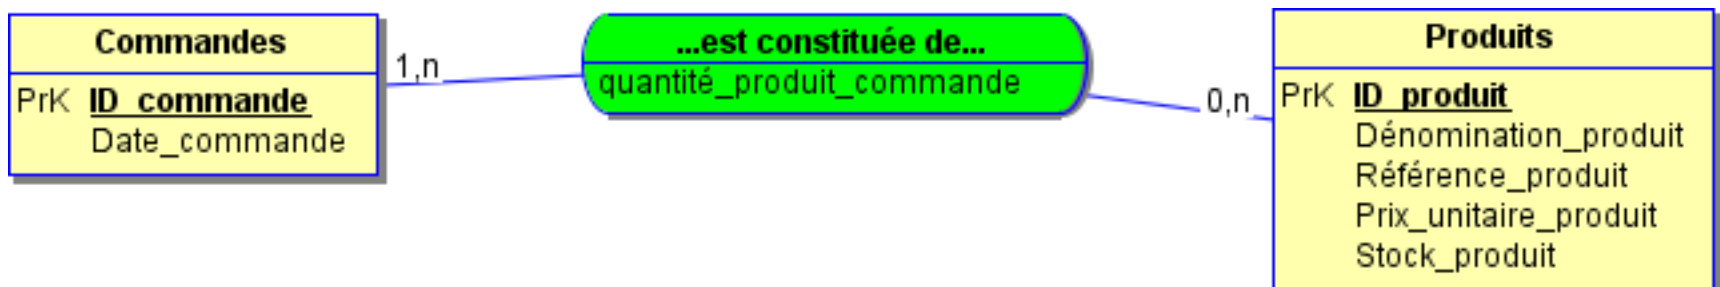 Commandes
PrK ID_commande
Date_commande
1,n
...est constituée de...
quantité_produit_commande
0,n
Produits
PrK ID_produit
Dénomination_produit
Référence_produit
Prix_unitaire_produit
Stock_produit